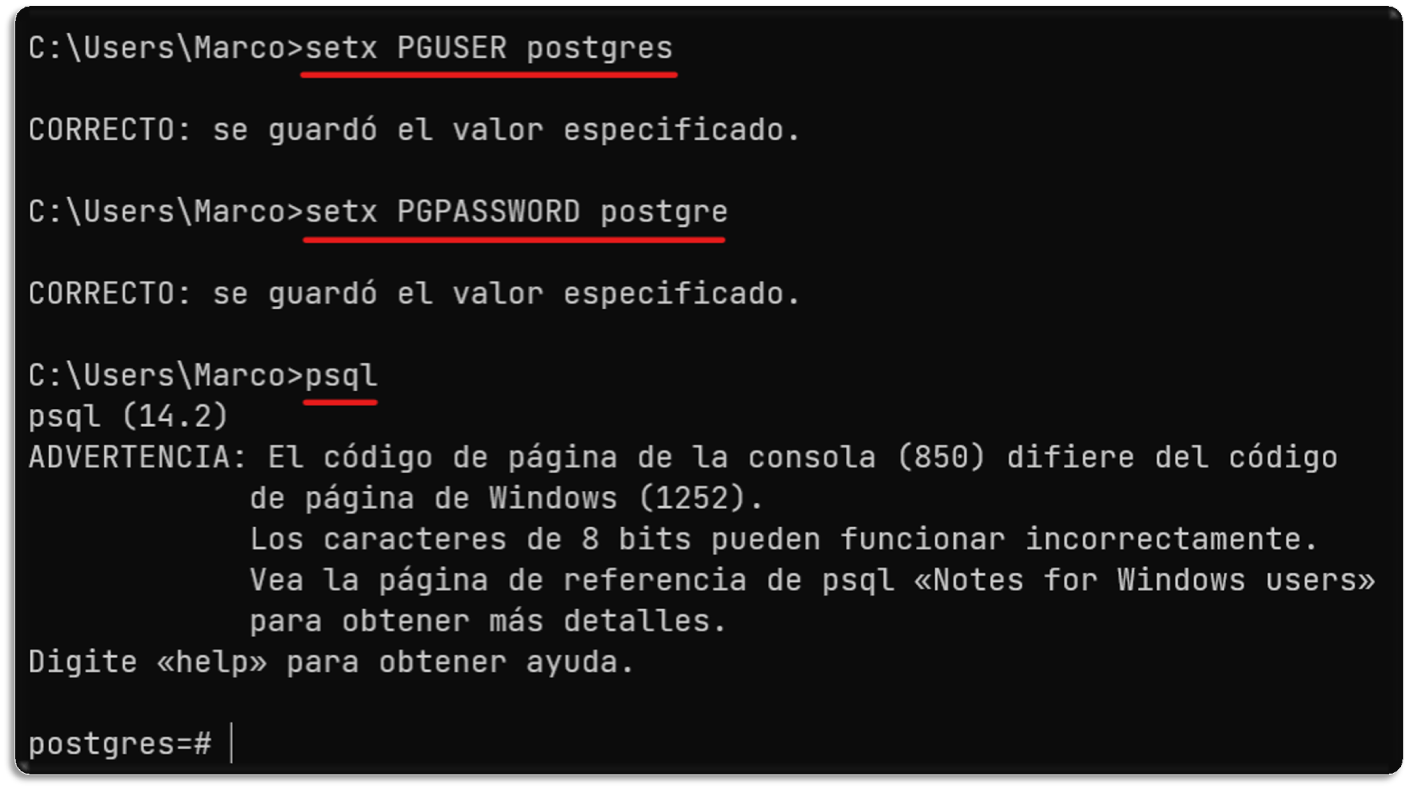 C:\Users\Marco>setx PGUSER postgres
CORRECTO: se guardó el valor especificado.
C:\Users\Marco>setx PGPASSWORD postgre
CORRECTO: se guardó el valor especificado.
C:\Users\Marco>psql
psql (14.2)
ADVERTENCIA: El código de página de la consola (850) difiere del código
de página de Windows (1252).
Los caracteres de 8 bits pueden funcionar incorrectamente.
Vea la página de referencia de psql «Notes for Windows users»
para obtener más detalles.
Digite «help» para obtener ayuda.
postgres=#